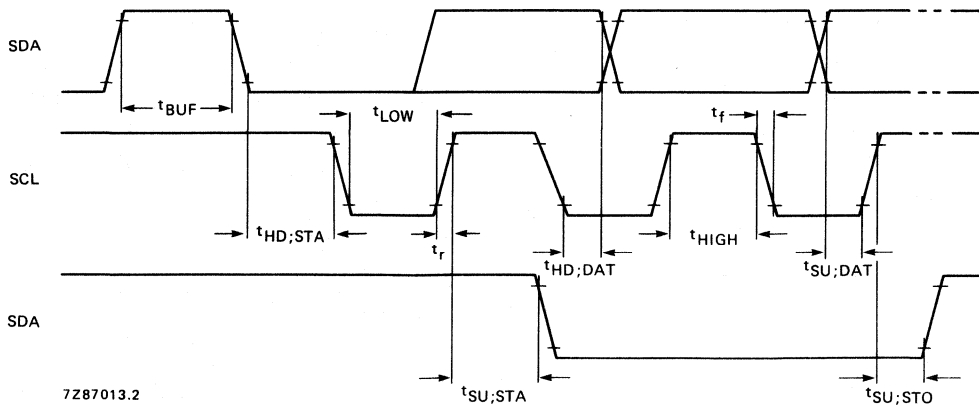 SDA
tBUF
tLOW
tf
SCL
tHD;STA
tr
tHD;DAT
tHIGH
tSU;DAT
SDA
7Z87013.2
tSU;STA
tSU;STO